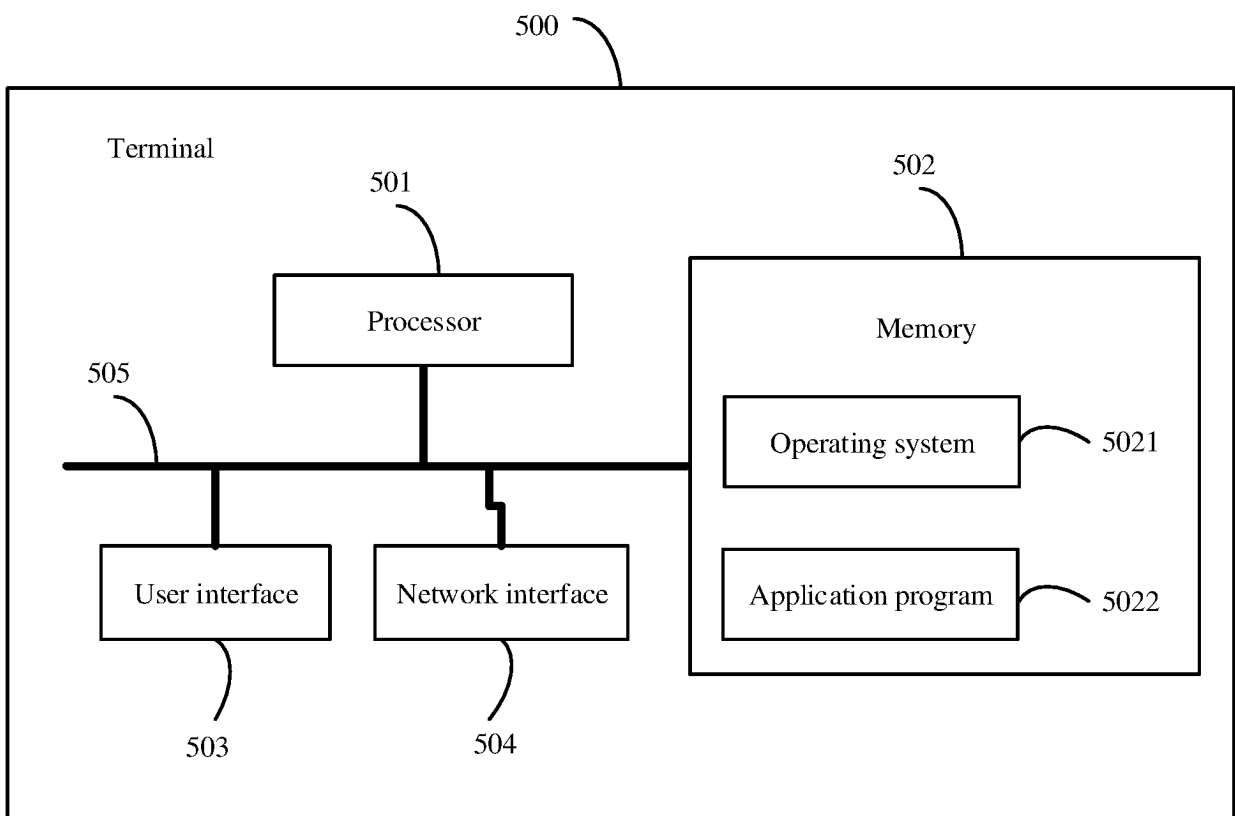 500
Terminal
501
502
Processor
Memory
505
Operating system
5021
User interface
Network interface
Application program
5022
503
504